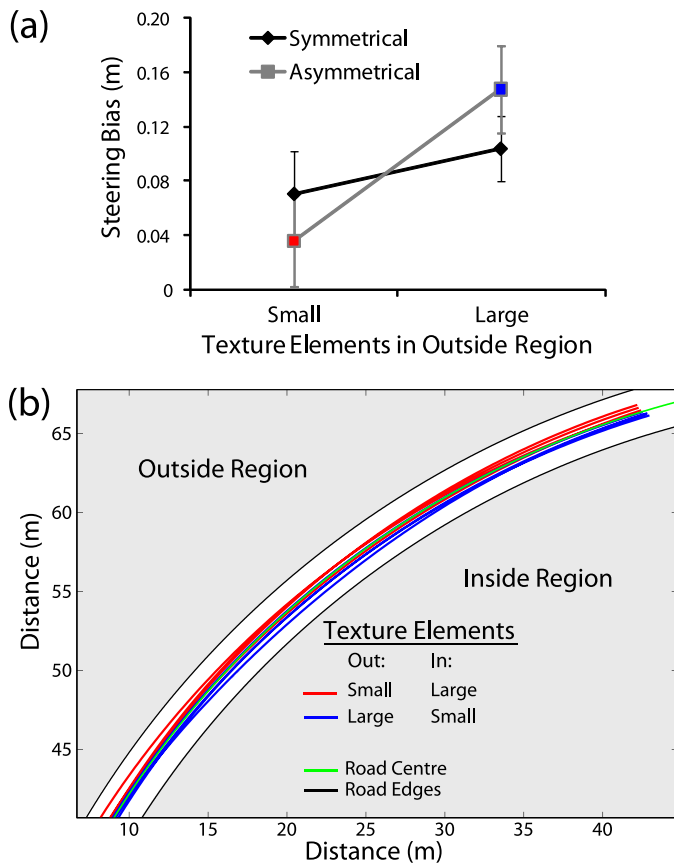 (a)
0.20
0.16
0.12
0.08
0.04
0
Steering Bias (m)
Symmetrical
Asymmetrical
Small Large
Texture Elements in Outside Region
(b)
65
60
55
50
45
Distance (m)
Outside Region
Inside Region
Texture Elements
Out: In:
Small Large
Large Small
Road Centre
Road Edges
10 15 20 25 30 35 40
Distance (m)